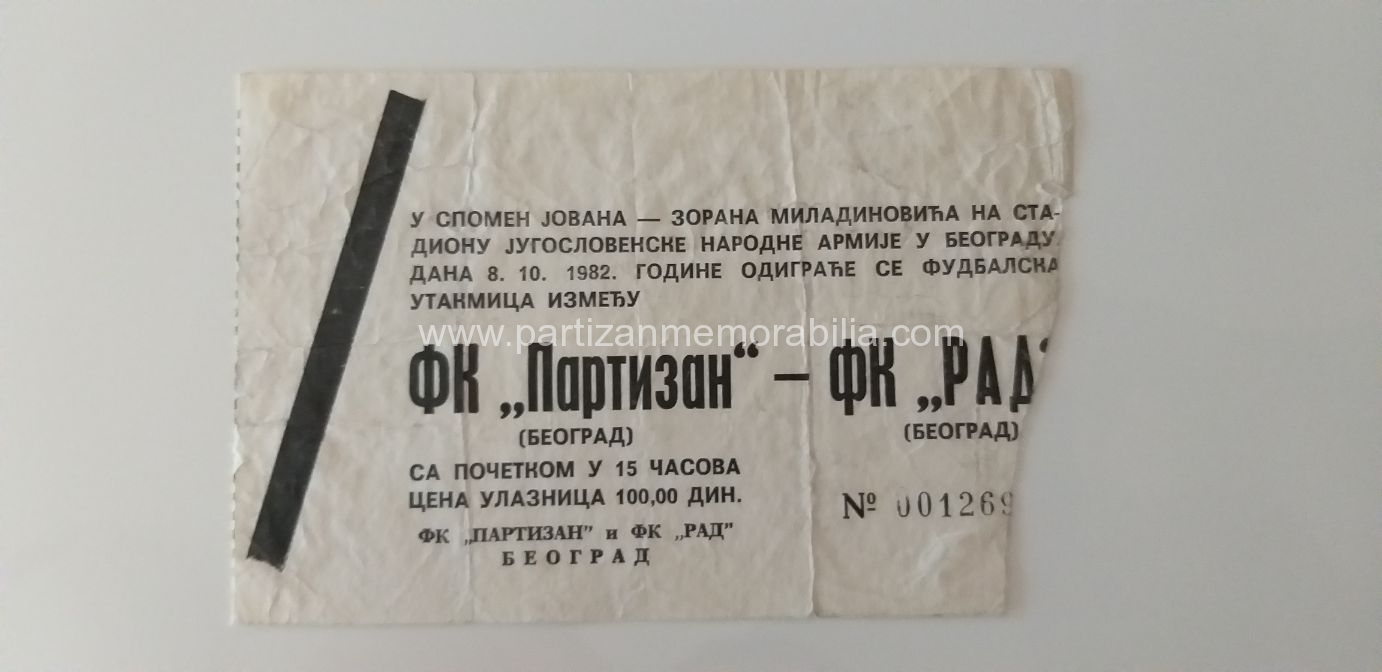 У СПОМЕН ЈОВАНА — ЗОРАНА МИЛАДИНОВИЋА НА СТА-
ДИОНУ ЈУГОСЛОВЕНСКЕ НАРОДНЕ АРМИЈЕ У БЕОГРАДУ
ДАНА 8. 10. 1982. ГОДИНЕ ОДИГРАЋЕ СЕ ФУДБАЛСКА
УТАКМИЦА ИЗМЕЂУ
www.partizanmemorabilia.com
ФК „Партизан“ — ФК „РАД“
(БЕОГРАД) (БЕОГРАД)
СА ПОЧЕТКОМ У 15 ЧАСОВА
ЦЕНА УЛАЗНИЦА 100,00 ДИН.
№ 001269
ФК „ПАРТИЗАН” и ФК „РАД”
БЕОГРАД